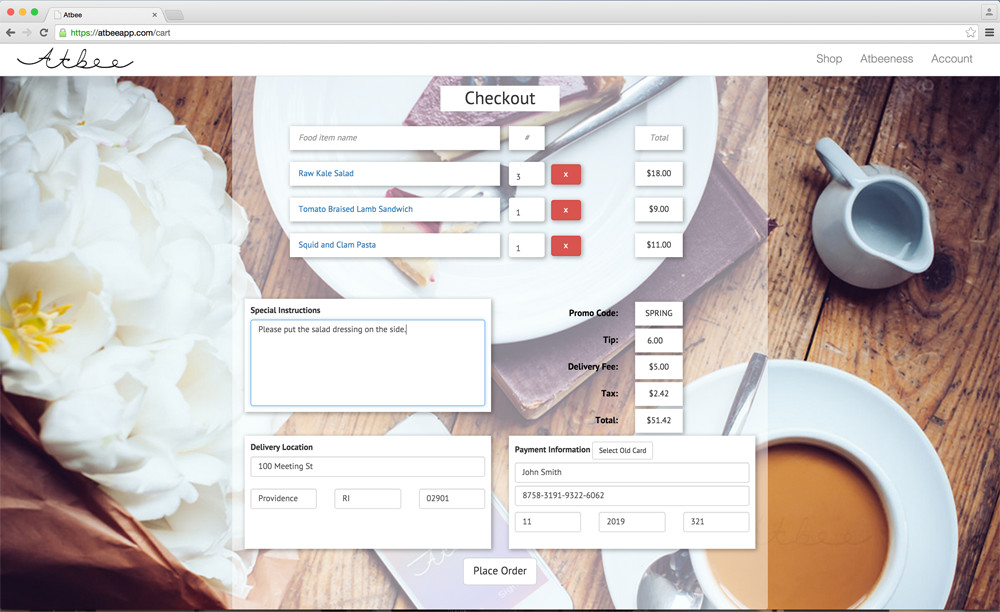 Atbee
https://atbeeapp.com/cart
Atbee
Shop Atbeeness Account
Checkout
Food item name # Total
Raw Kale Salad 3 x $18.00
Tomato Braised Lamb Sandwich 1 x $9.00
Squid and Clam Pasta 1 x $11.00
Special Instructions
Please put the salad dressing on the side.
Promo Code: SPRING
Tip: 6.00
Delivery Fee: $5.00
Tax: $2.42
Total: $51.42
Delivery Location
100 Meeting St
Providence RI 02901
Payment Information Select Old Card
John Smith
8758-3191-9322-6062
11 2019 321
Place Order